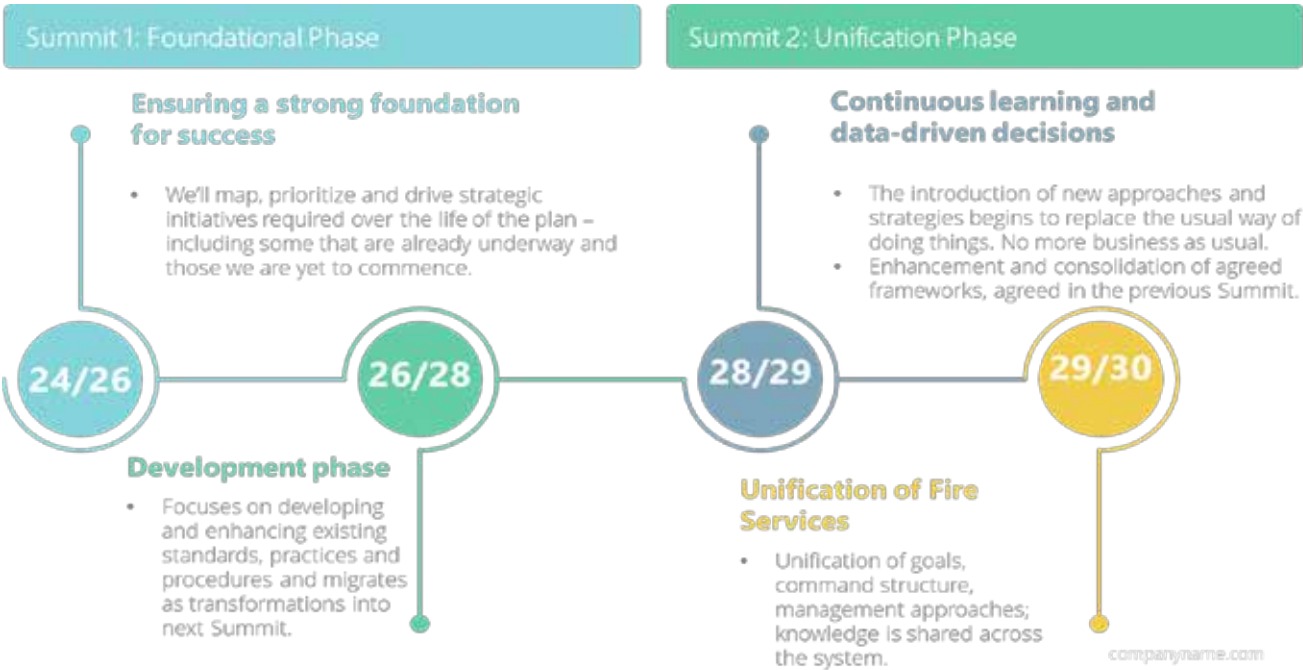 Summit 1: Foundational Phase
Summit 2: Unification Phase
Ensuring a strong foundation
for success
• We'll map, prioritize and drive strategic
initiatives required over the life of the plan –
including some that are already underway and
those we are yet to commence.
Continuous learning and
data-driven decisions
• The introduction of new approaches and
strategies begins to replace the usual way of
doing things. No more business as usual.
• Enhancement and consolidation of agreed
frameworks, agreed in the previous Summit.
24/26
26/28
28/29
29/30
Development phase
• Focuses on developing
and enhancing existing
standards, practices and
procedures and migrates
as transformations into
next Summit.
Unification of Fire
Services
• Unification of goals,
command structure,
management approaches;
knowledge is shared across
the system.
companyname.com